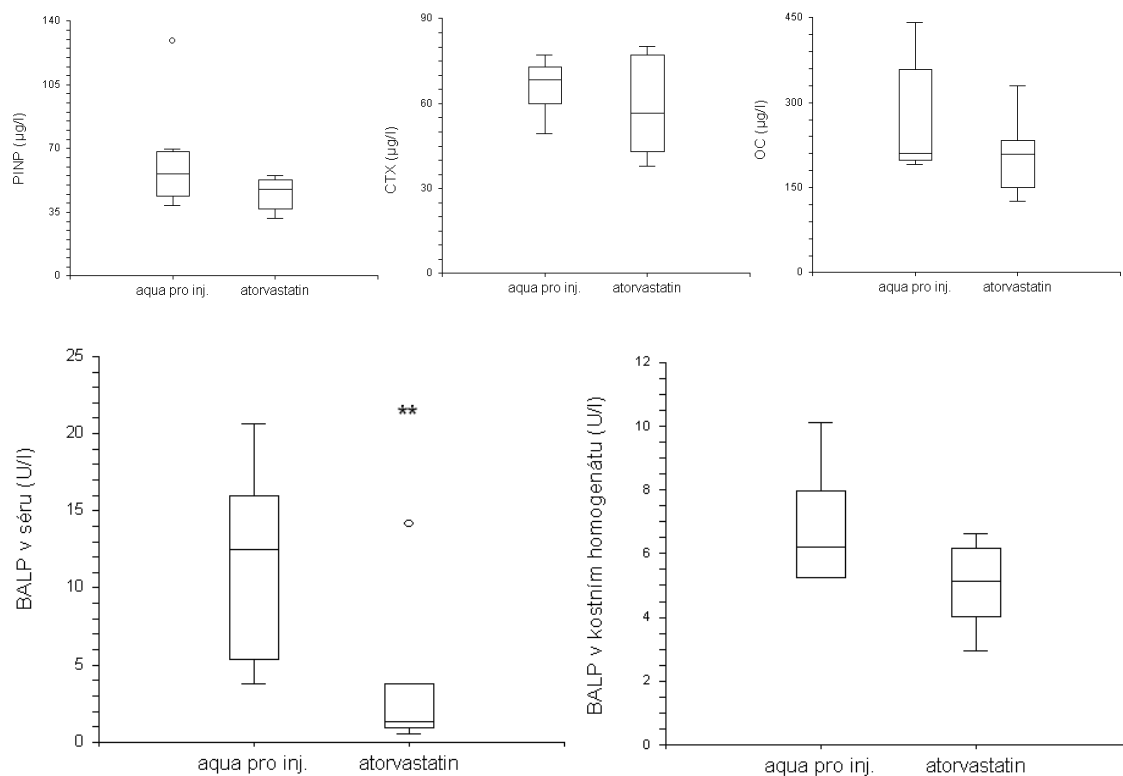 140
105
70
35
0
PINP (µg/l)
aqua pro inj.
atorvastatin
90
60
30
0
CTX (µg/l)
aqua pro inj.
atorvastatin
450
300
150
0
OC (µg/l)
aqua pro inj.
atorvastatin
25
20
15
10
5
0
BALP v séru (U/l)
**
aqua pro inj.
atorvastatin
12
10
8
6
4
2
0
BALP v kostním homogenátu (U/l)
aqua pro inj.
atorvastatin